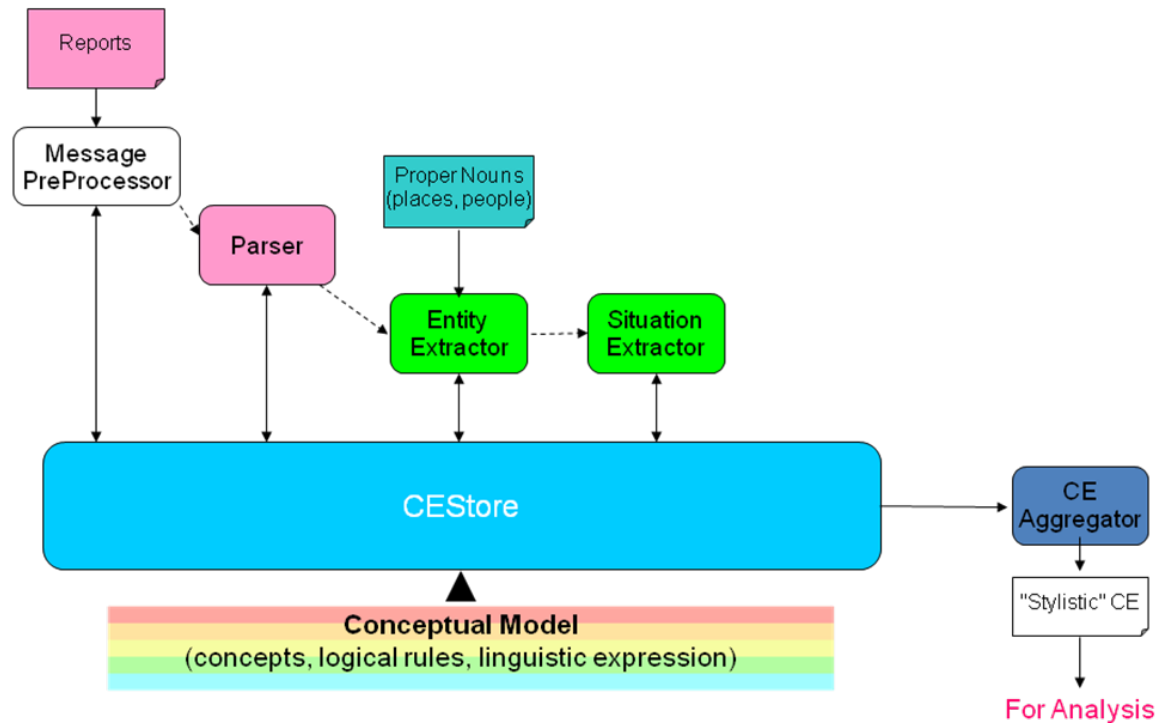 Reports
Message
PreProcessor
Proper Nouns
(places, people)
Parser
Entity
Extractor
Situation
Extractor
CEStore
CE
Aggregator
"Stylistic" CE
Conceptual Model
(concepts, logical rules, linguistic expression)
For Analysis